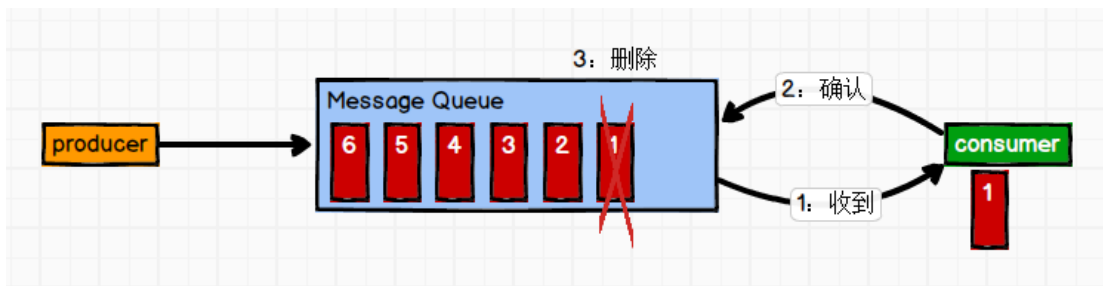 3：删除
Message Queue
2：确认
producer
6 5 4 3 2 1
consumer
1：收到
1